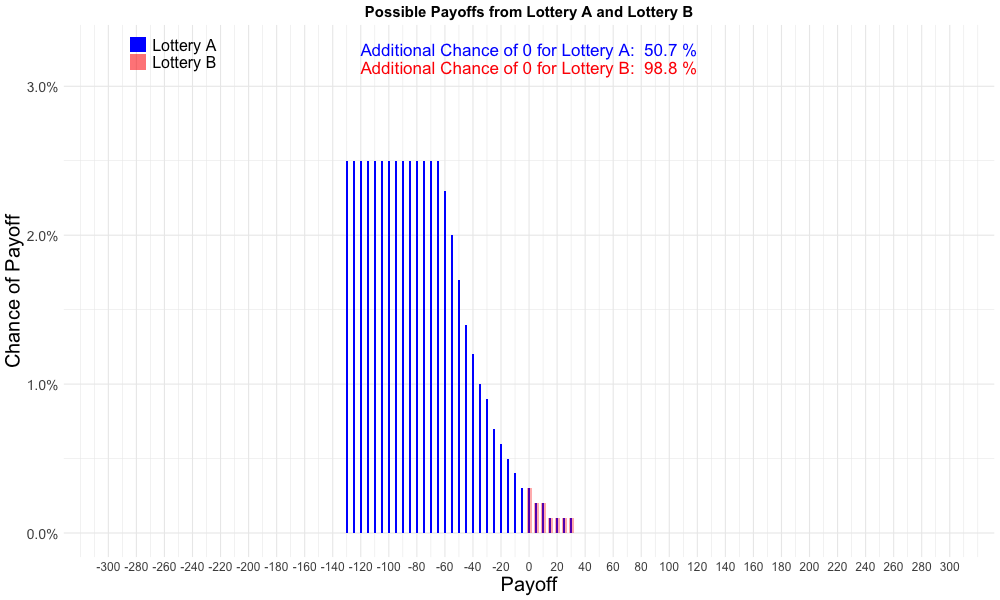 Possible Payoffs from Lottery A and Lottery B
Lottery A
Lottery B
Additional Chance of 0 for Lottery A: 50.7 %
Additional Chance of 0 for Lottery B: 98.8 %
3.0%
2.0%
1.0%
0.0%
Chance of Payoff
-300 -280 -260 -240 -220 -200 -180 -160 -140 -120 -100 -80 -60 -40 -20 0 20 40 60 80 100 120 140 160 180 200 220 240 260 280 300
Payoff